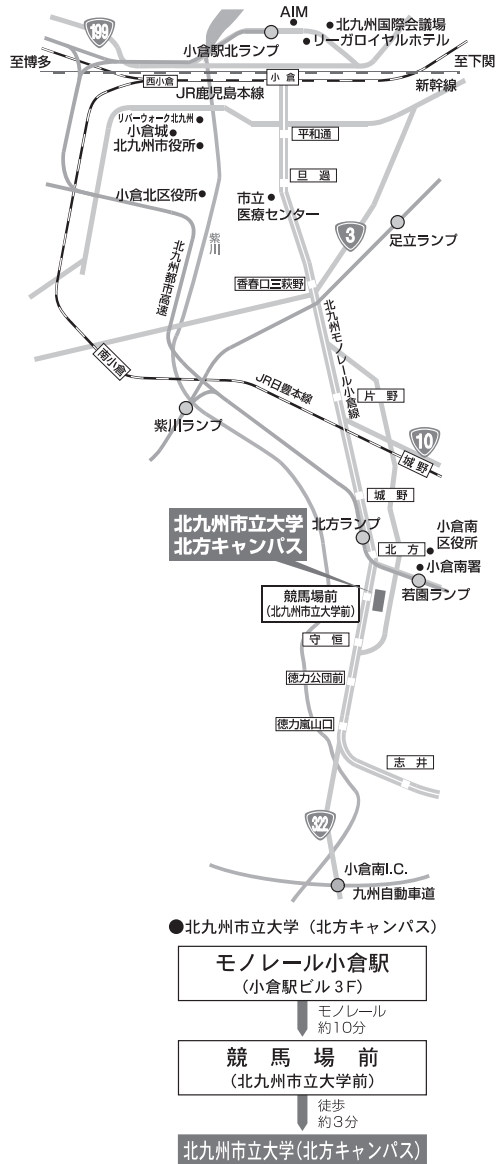 AIM
199
北九州国際会議場
小倉駅北ランプ
リーガロイヤルホテル
至博多
至下関
西小倉
小倉
JR鹿児島本線
新幹線
リバーウォーク北九州
小倉城
北九州市役所
平和通
旦過
小倉北区役所
市立
医療センター
紫川
3
足立ランプ
北九州都市高速
香春口三萩野
北九州モノレール小倉線
南小倉
JR日豊本線
片野
紫川ランプ
10
城野
城野
北九州市立大学
北方キャンパス
北方ランプ
小倉南
区役所
北方
小倉南署
若園ランプ
競馬場前
(北九州市立大学前)
守恒
徳力公団前
徳力嵐山口
志井
322
小倉南I.C.
九州自動車道
●北九州市立大学（北方キャンパス）
モノレール小倉駅
(小倉駅ビル3F)
モノレール
約10分
競馬場前
(北九州市立大学前)
徒歩
約3分
北九州市立大学(北方キャンパス)